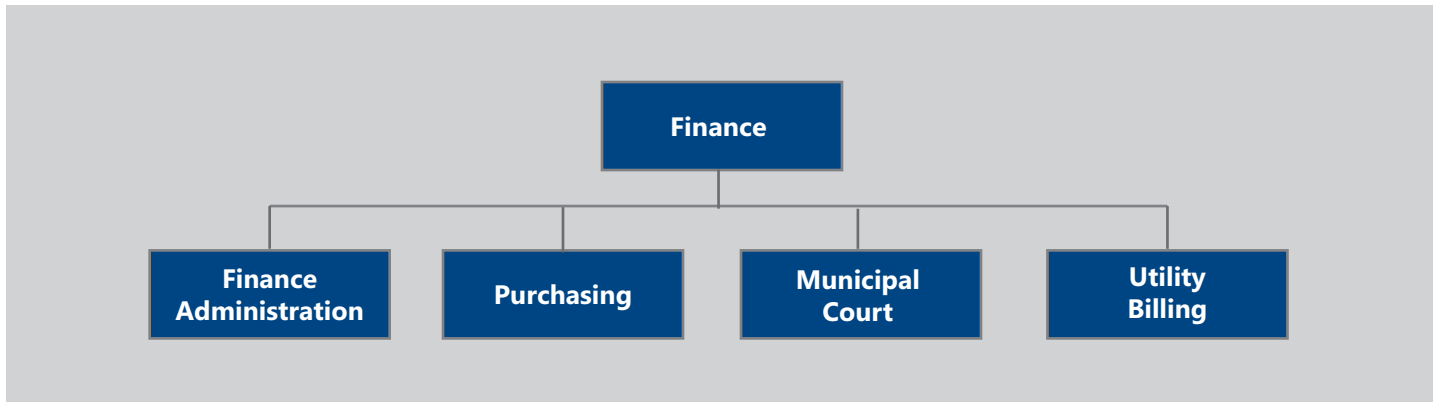 Finance
Finance
Administration
Purchasing
Municipal
Court
Utility
Billing